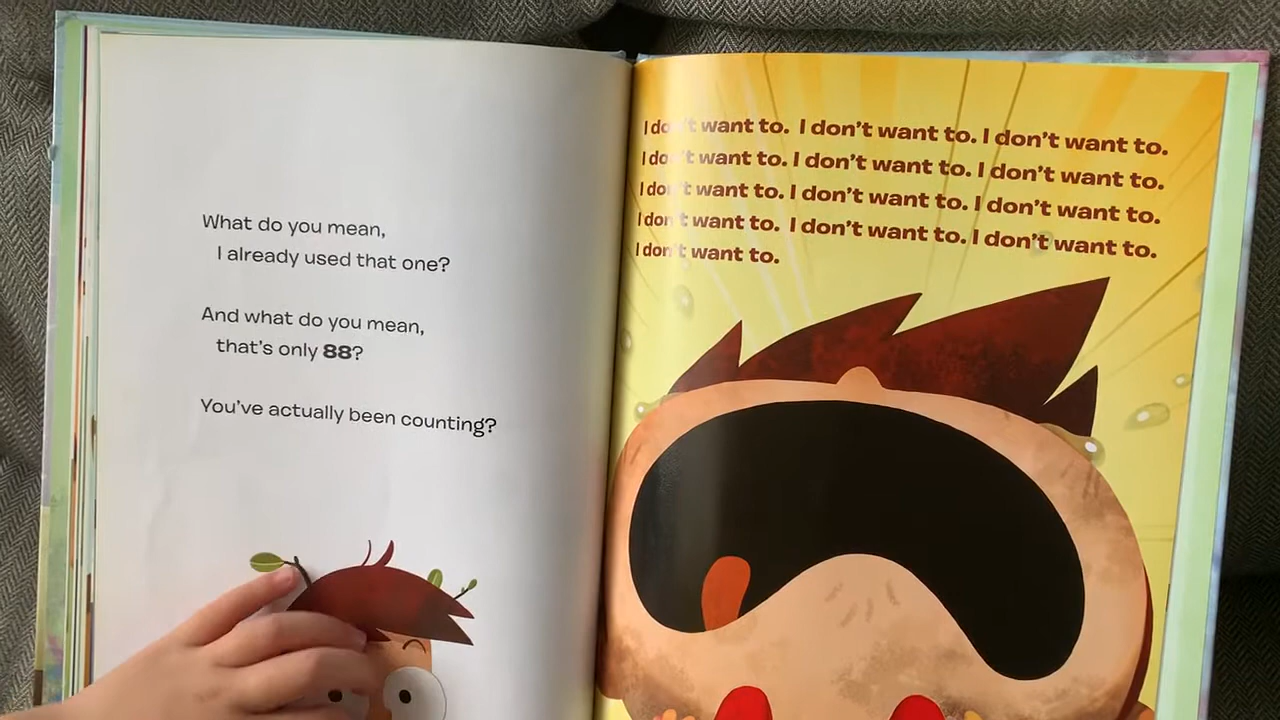 What do you mean,
I already used that one?
And what do you mean,
that's only 88?
You've actually been counting?
I don't want to. I don't want to. I don't want to.
I don't want to. I don't want to. I don't want to.
I don't want to. I don't want to. I don't want to.
I don't want to. I don't want to. I don't want to.
I don't want to.